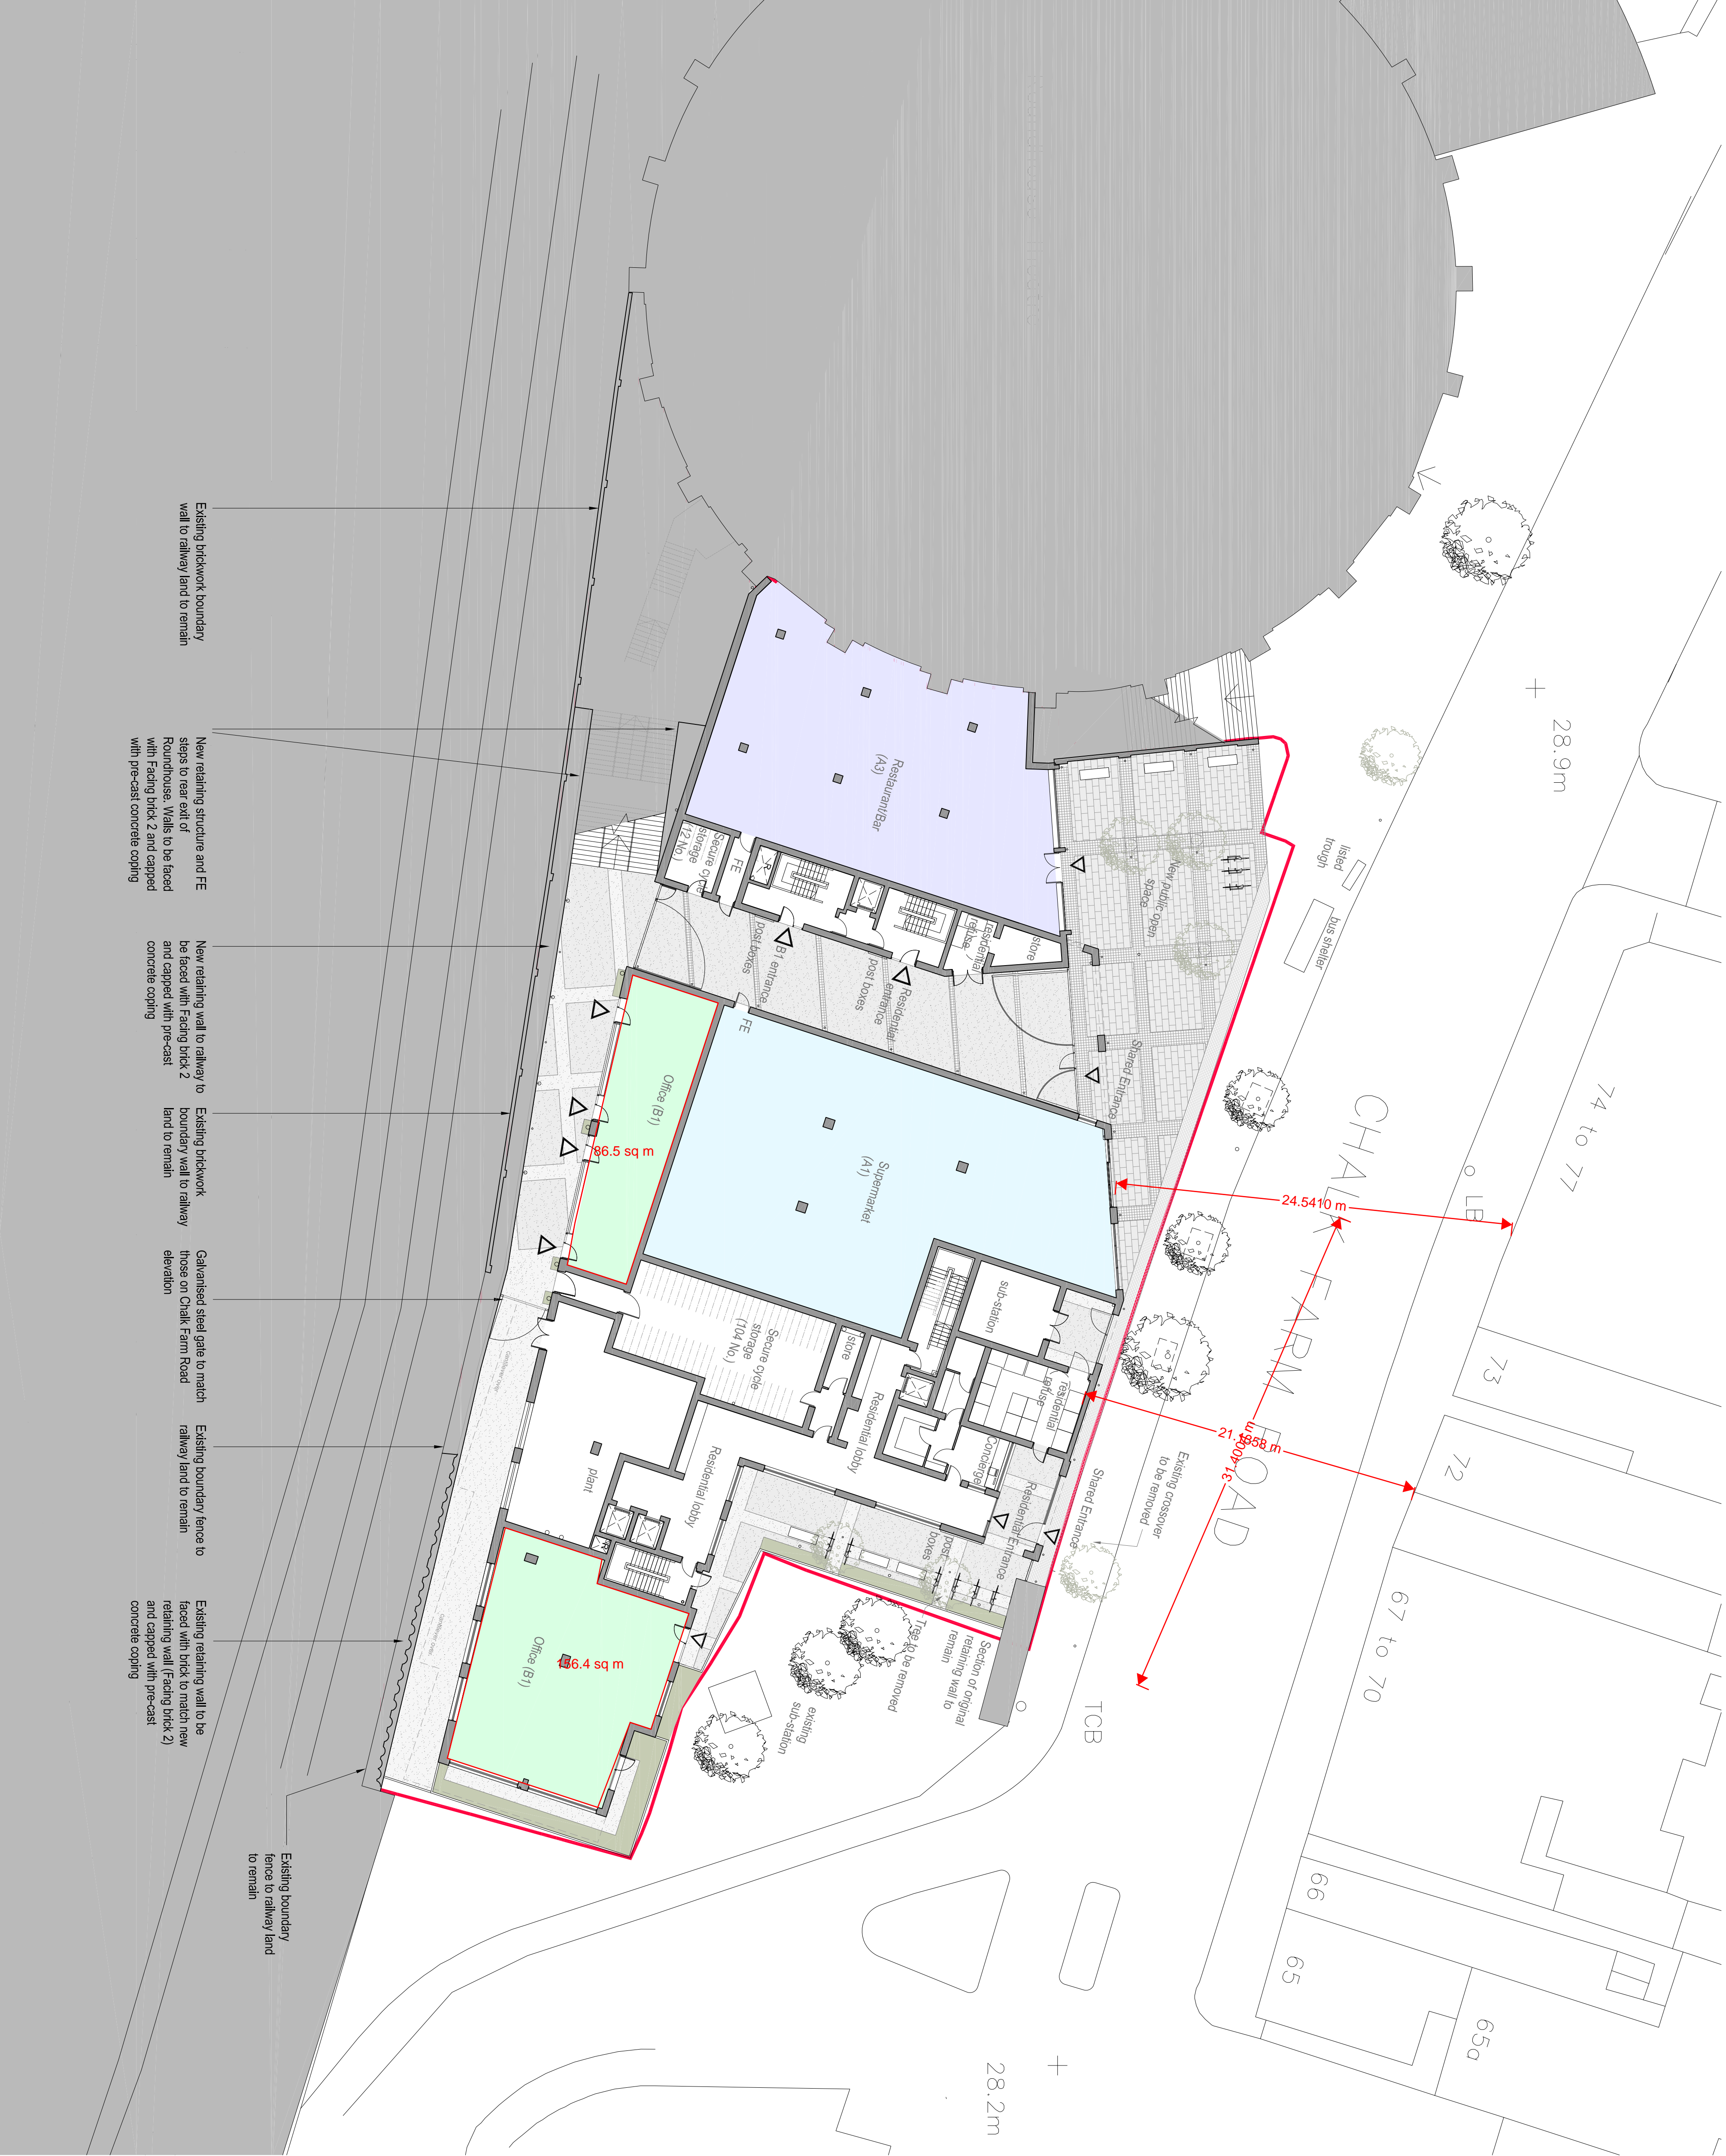 28.9m
CHALK FARM ROAD
74 to 77
LB
73
72
67 to 70
66
65
65a
28.2m
TCB
listed
trough
bus shelter
New public open
space
Restaurant/Bar
(A3)
Secure cycle
storage
(12 No.)
FE
store
residential
refuse
B1 entrance
post boxes
Residential
entrance
post boxes
Shared Entrance
FE
Office (B1)
86.5 sq m
Supermarket
(A1)
24.5410 m
21.1858 m
sub-station
Secure cycle
storage
(104 No.)
store
Residential lobby
residential
refuse
Concierge
Residential Entrance
Shared Entrance
post
boxes
Existing crossover
to be removed
plant
Residential lobby
Office (B1)
156.4 sq m
Tree to be removed
Section of original
retaining wall to
remain
existing
sub-station
Existing brickwork boundary
wall to railway land to remain
New retaining structure and FE
steps to rear exit of
Roundhouse. Walls to be faced
with Facing brick 2 and capped
with pre-cast concrete coping
New retaining wall to railway to
be faced with Facing brick 2
and capped with pre-cast
concrete coping
Existing brickwork
boundary wall to railway
land to remain
Galvanised steel gate to match
those on Chalk Farm Road
elevation
Existing boundary fence to
railway land to remain
Existing retaining wall to be
faced with brick to match new
retaining wall (Facing brick 2)
and capped with pre-cast
concrete coping
Existing boundary
fence to railway land
to remain